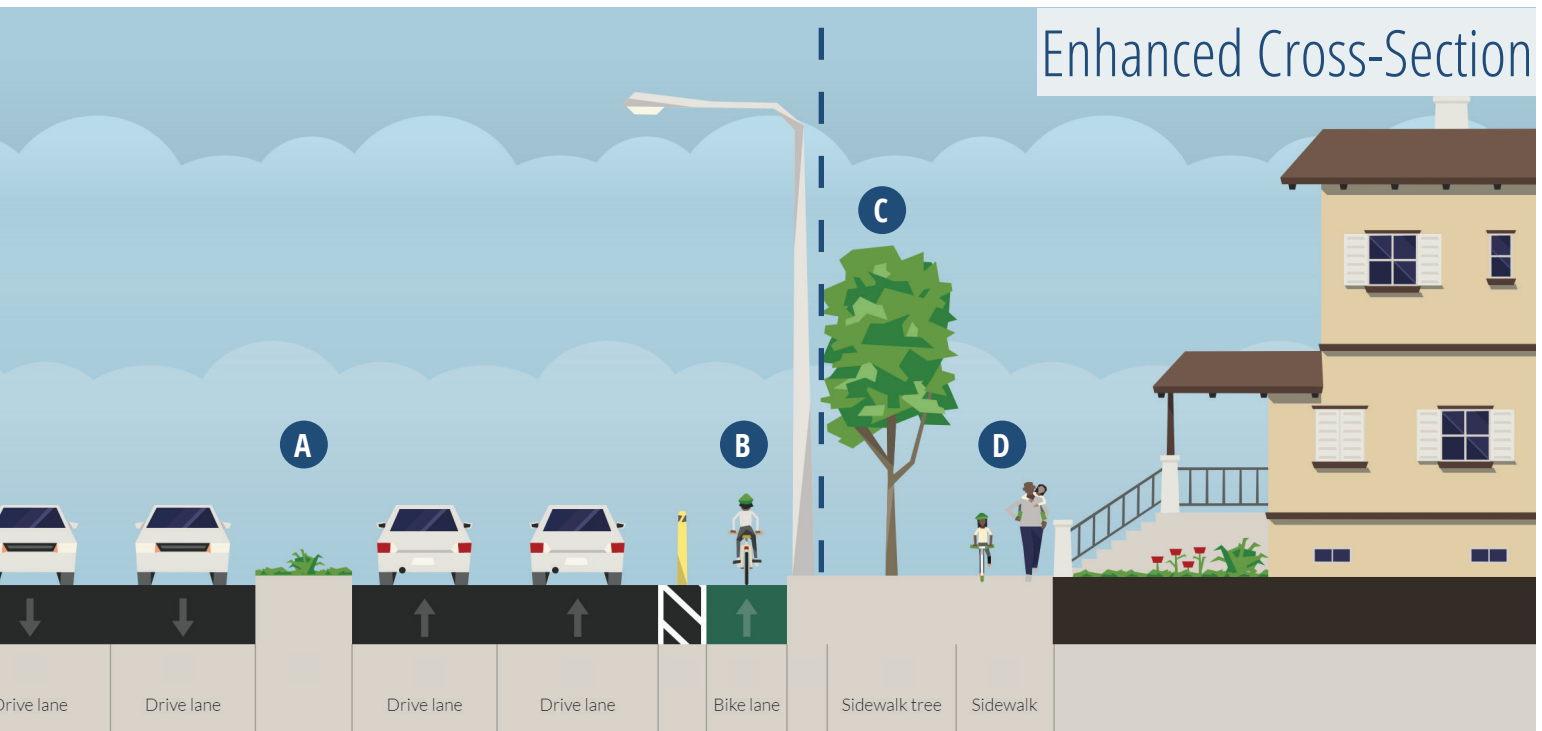 Enhanced Cross-Section
C
A
B
D
Drive lane
Drive lane
Drive lane
Drive lane
Bike lane
Sidewalk tree
Sidewalk